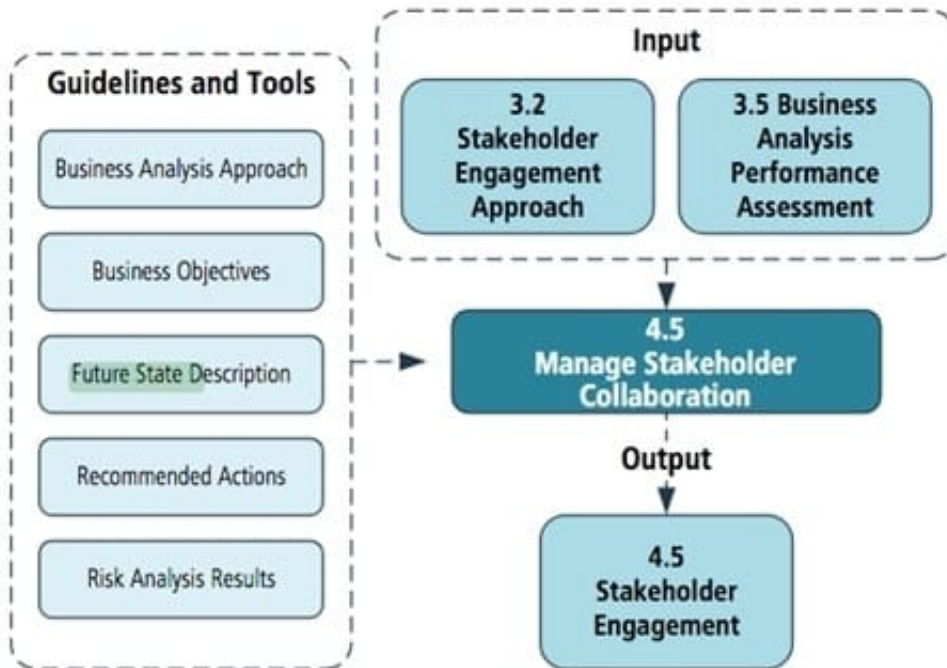 Guidelines and Tools
Business Analysis Approach
Business Objectives
Future State Description
Recommended Actions
Risk Analysis Results
Input
3.2
Stakeholder
Engagement
Approach
3.5 Business
Analysis
Performance
Assessment
4.5
Manage Stakeholder
Collaboration
Output
4.5
Stakeholder
Engagement